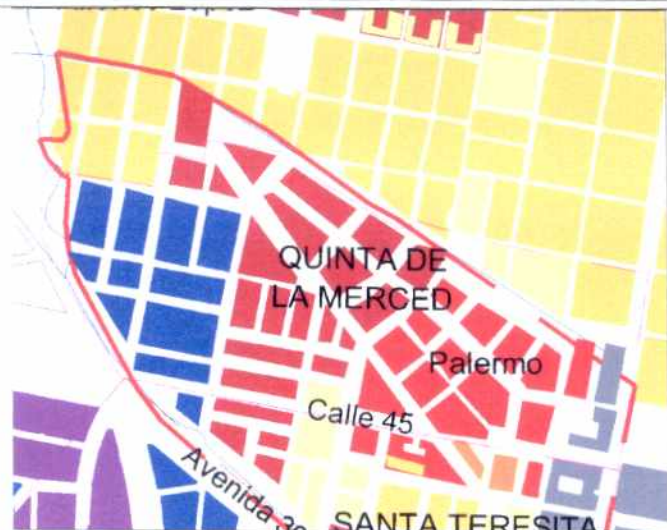 QUINTA DE
LA MERCED
Palermo
Calle 45
Avenida
SANTA TERESITA